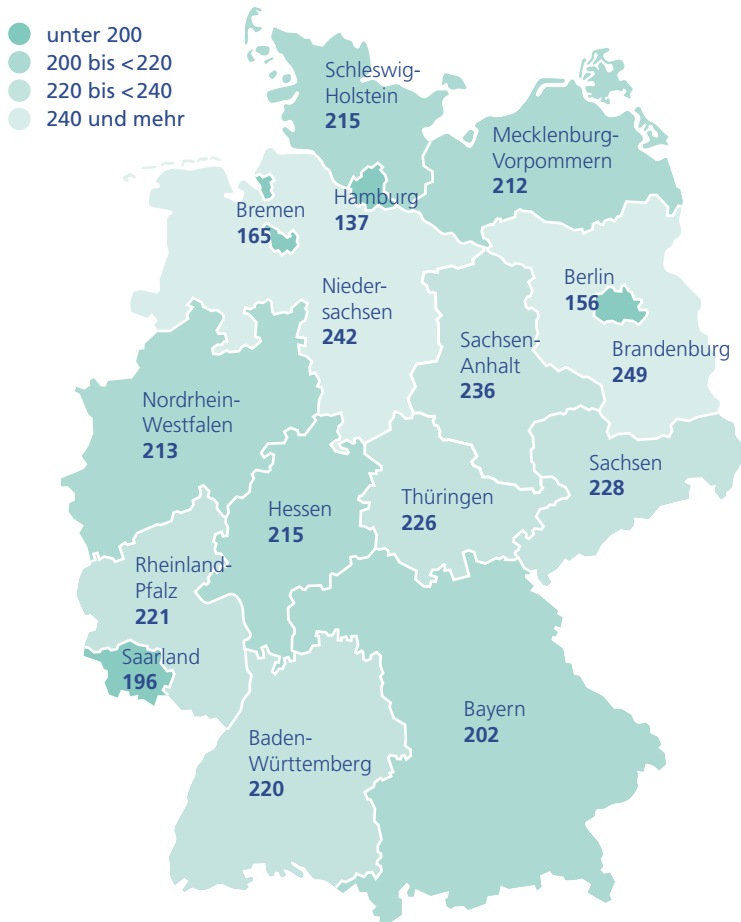 unter 200
200 bis <220
220 bis <240
240 und mehr
Schleswig-
Holstein
215
Mecklenburg-
Vorpommern
212
Hamburg
137
Bremen
165
Berlin
156
Nieder-
sachsen
242
Sachsen-
Anhalt
236
Brandenburg
249
Nordrhein-
Westfalen
213
Sachsen
228
Thüringen
226
Hessen
215
Rheinland-
Pfalz
221
Saarland
196
Bayern
202
Baden-
Württemberg
220